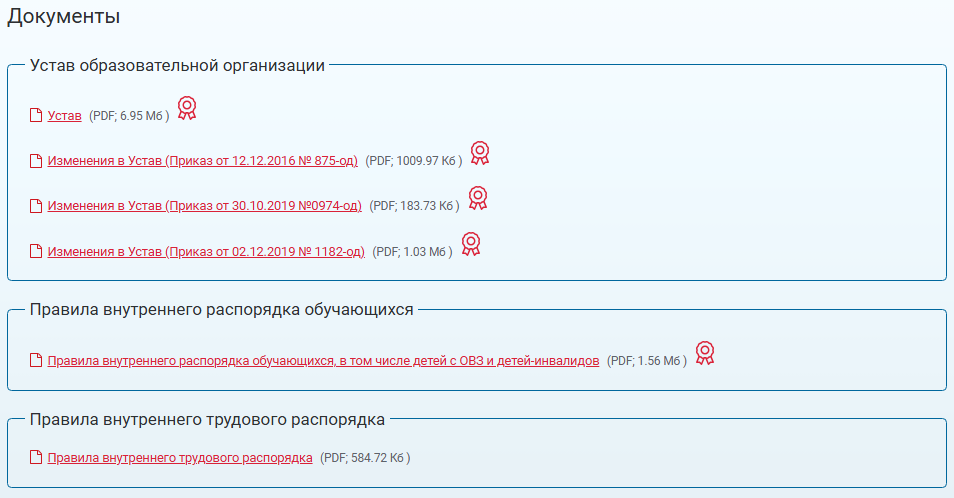 Документы
Устав образовательной организации
Устав (PDF; 6.95 Мб )
Изменения в Устав (Приказ от 12.12.2016 № 875-од) (PDF; 1009.97 Кб )
Изменения в Устав (Приказ от 30.10.2019 №0974-од) (PDF; 183.73 Кб )
Изменения в Устав (Приказ от 02.12.2019 № 1182-од) (PDF; 1.03 Мб )
Правила внутреннего распорядка обучающихся
Правила внутреннего распорядка обучающихся, в том числе детей с ОВЗ и детей-инвалидов (PDF; 1.56 Мб )
Правила внутреннего трудового распорядка
Правила внутреннего трудового распорядка (PDF; 584.72 Кб )